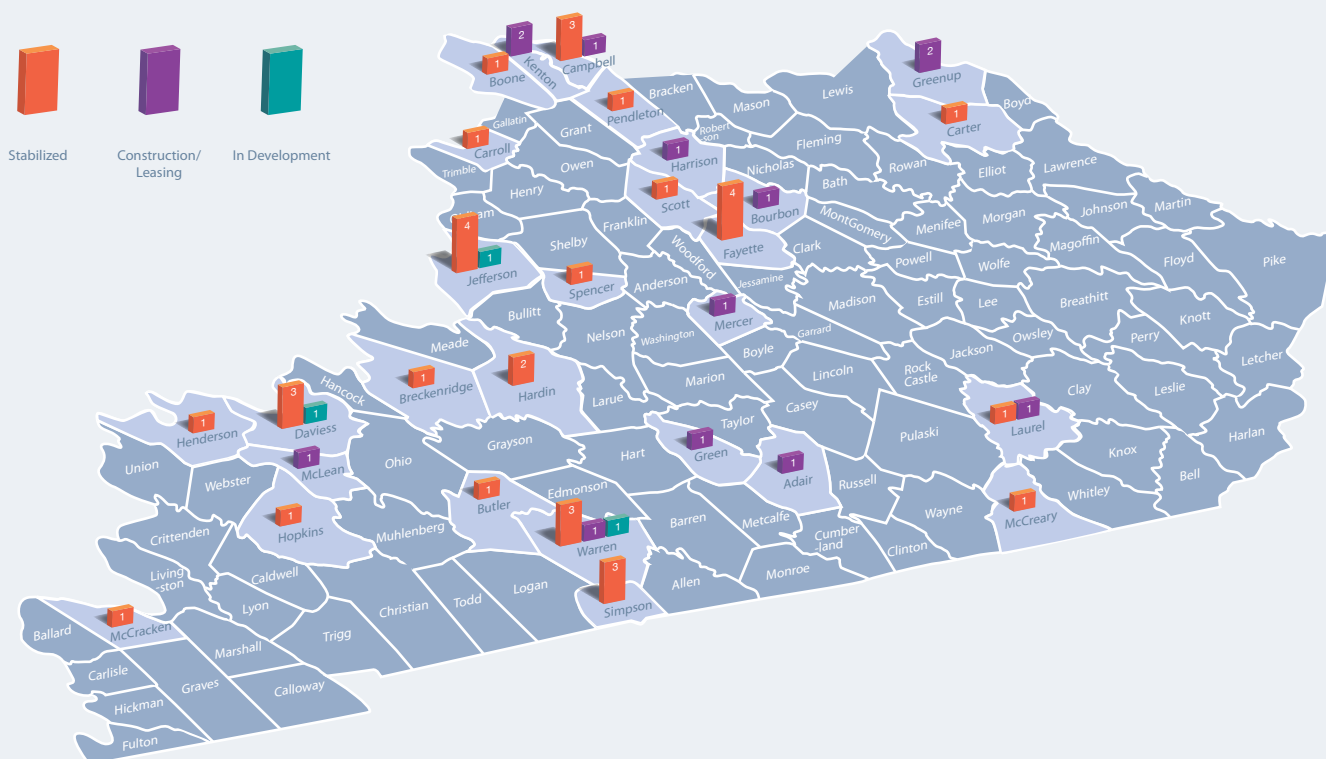 Stabilized
Construction/
Leasing
In Development
2
3
1
1
Boone
Kenton
Campbell
2
Greenup
1
Pendleton
Bracken
Mason
Lewis
1
Carter
Boyd
Gallatin
Grant
Robert
son
Fleming
1
Carroll
Trimble
Owen
1
Harrison
Nicholas
Rowan
Elliot
Lawrence
Henry
1
Scott
4
1
Bourbon
Bath
Johnson
Martin
Franklin
MontGomery
Menifee
Morgan
Magoffin
4
1
Jefferson
Shelby
Woodford
Fayette
Clark
Powell
Wolfe
Floyd
Pike
1
Spencer
Anderson
Jessamine
Madison
Estill
Lee
Breathitt
Knott
Bullitt
Nelson
Washington
1
Mercer
Garrard
Boyle
Owsley
Perry
Letcher
Meade
Jackson
1
Breckenridge
2
Hardin
Larue
Marion
Lincoln
Rock
Castle
Clay
Leslie
Hancock
3
1
Daviess
1
Henderson
Taylor
Casey
1
1
Laurel
Pulaski
Harlan
Union
Webster
1
McLean
Ohio
Grayson
Hart
1
Green
1
Adair
Russell
Knox
Bell
1
Hopkins
Muhlenberg
1
Butler
Edmonson
3
1
1
Warren
Barren
Metcalfe
Cumber
-land
Wayne
Clinton
1
McCreary
Whitley
Crittenden
Living
-ston
Caldwell
Lyon
Christian
Todd
Logan
3
Simpson
Allen
Monroe
Ballard
1
McCracken
Trigg
Marshall
Carlisle
Graves
Calloway
Hickman
Fulton